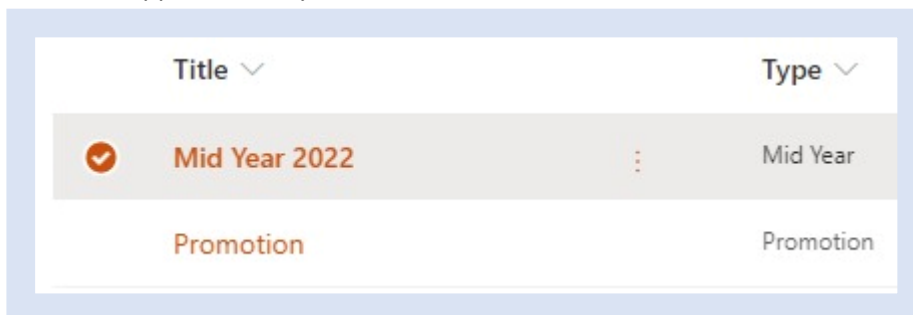 Title Type
Mid Year 2022 Mid Year
Promotion Promotion